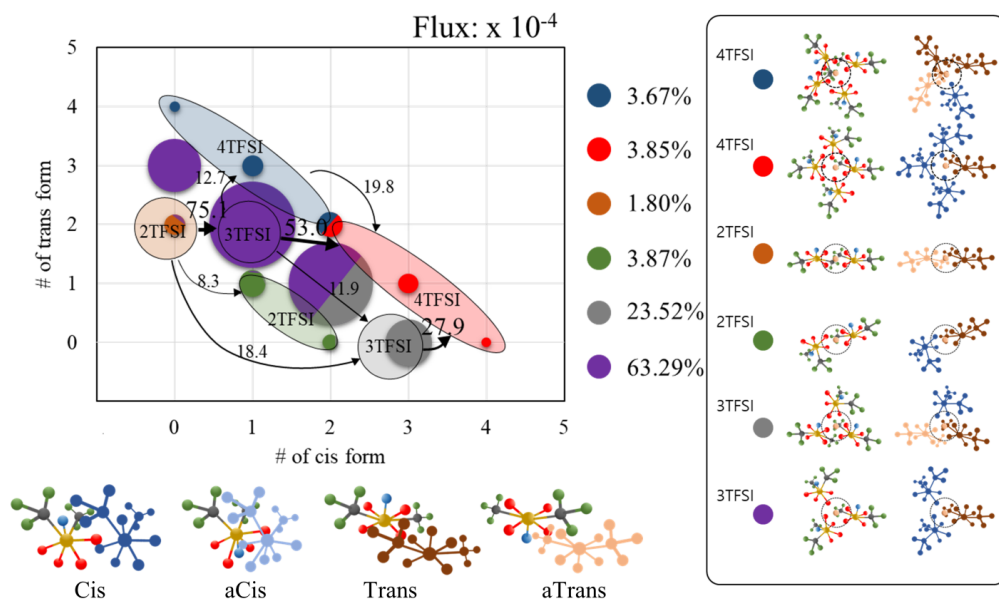 Flux: x 10-4
5
4
3
2
1
0
# of trans form
0
1
2
3
4
5
# of cis form
4TFSI
12.7
19.8
75.1
2TFSI
3TFSI
53.0
8.3
11.9
4TFSI
2TFSI
27.9
3TFSI
18.4
3.67%
3.85%
1.80%
3.87%
23.52%
63.29%
4TFSI
4TFSI
2TFSI
2TFSI
3TFSI
3TFSI
Cis
aCis
Trans
aTrans